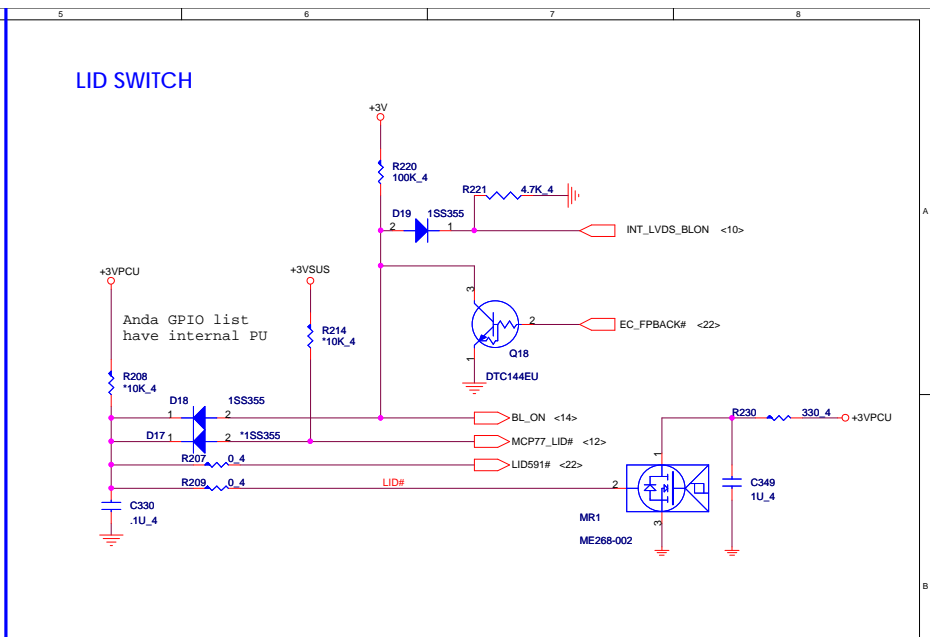 5 6 7 8
LID SWITCH
+3V
R220
100K_4
R221 4.7K_4
A
D19 1SS355
2 1
INT_LVDS_BLON <10>
+3VPCU
+3VSUS
3
Anda GPIO list
have internal PU
R214
*10K_4
2
EC_FPBACK# <22>
Q18
1
DTC144EU
R208
*10K_4
D18 1SS355
1 2
BL_ON <14>
R230 330_4
+3VPCU
D17 1 2 *1SS355
MCP77_LID# <12>
1
R207 0_4
LID591# <22>
R209 0_4
LID#
2
C349
1U_4
C330
.1U_4
MR1
3
ME268-002
B